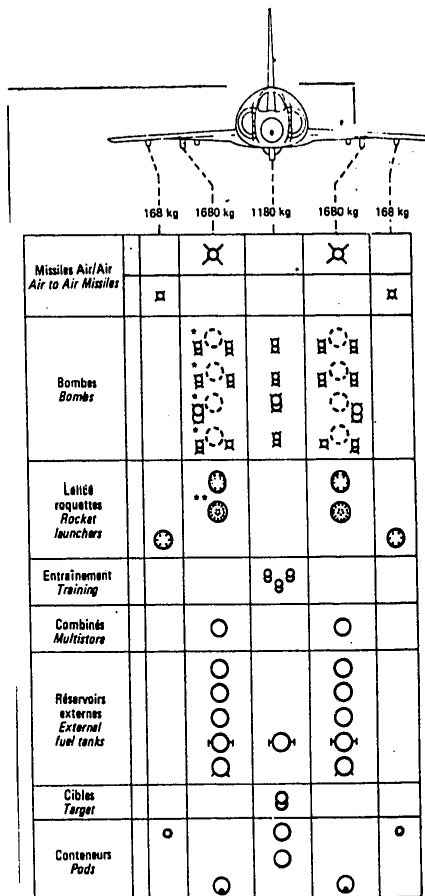 168 kg 1680 kg 1180 kg 1680 kg 168 kg
Missiles Air/Air
Air to Air Missiles
Bombes
Bombs
roquettes
Rocket
launchers
Entraînement
Training
Combinés
Multistore
Réservoirs
externes
External
fuel tanks
Cibles
Target
Conteneurs
Pods